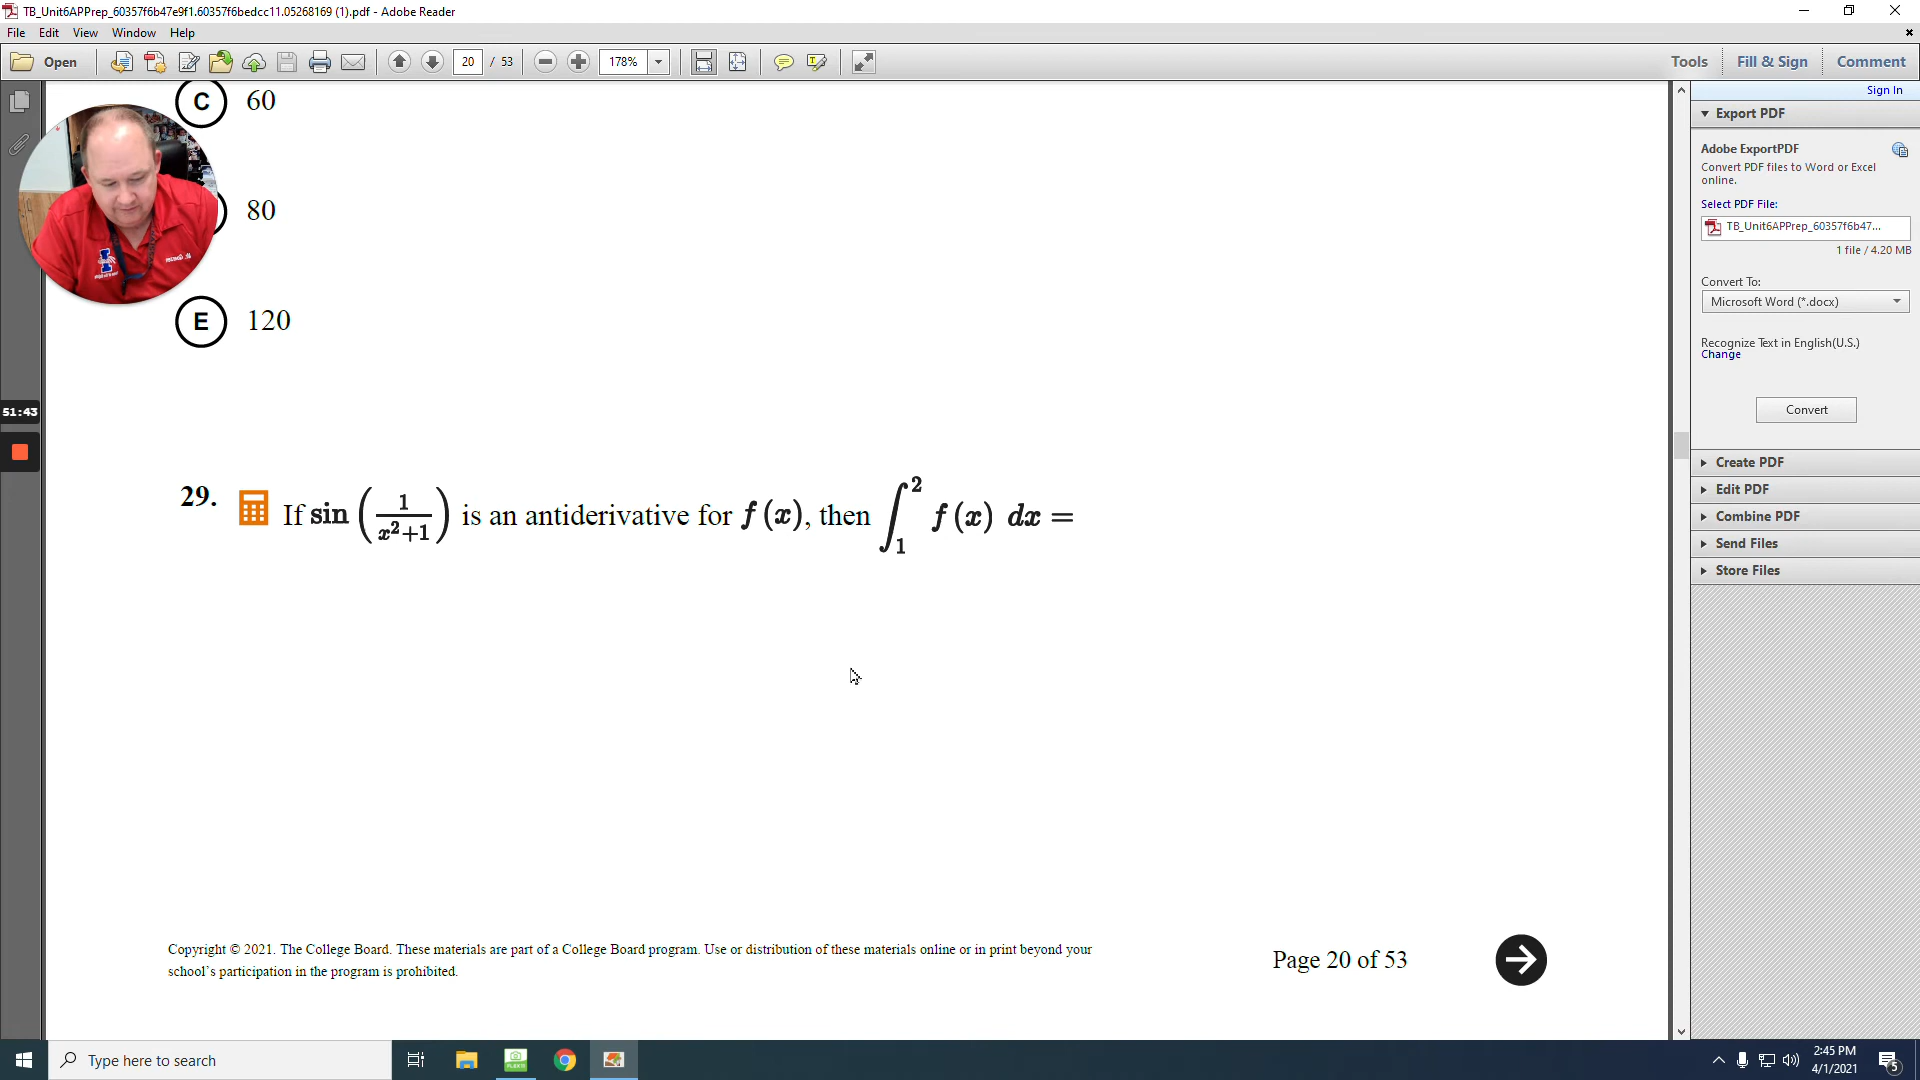 TB_Unit6APPrep_60357f6b47e9f1.60357f6bedcc11.05268169 (1).pdf - Adobe Reader
File Edit View Window Help
Open 20 / 53 178% Tools Fill & Sign Comment
Sign In
C 60
80
E 120
51:43
29. If sin (1/(x²+1)) is an antiderivative for f(x), then ∫₁² f(x) dx =
Copyright © 2021. The College Board. These materials are part of a College Board program. Use or distribution of these materials online or in print beyond your
school's participation in the program is prohibited.
Page 20 of 53
Export PDF
Adobe ExportPDF
Convert PDF files to Word or Excel
online.
Select PDF File:
TB_Unit6APPrep_60357f6b47...
1 file / 4.20 MB
Convert To:
Microsoft Word (*.docx)
Recognize Text in English(U.S.)
Change
Convert
Create PDF
Edit PDF
Combine PDF
Send Files
Store Files
Type here to search
2:45 PM
4/1/2021
5